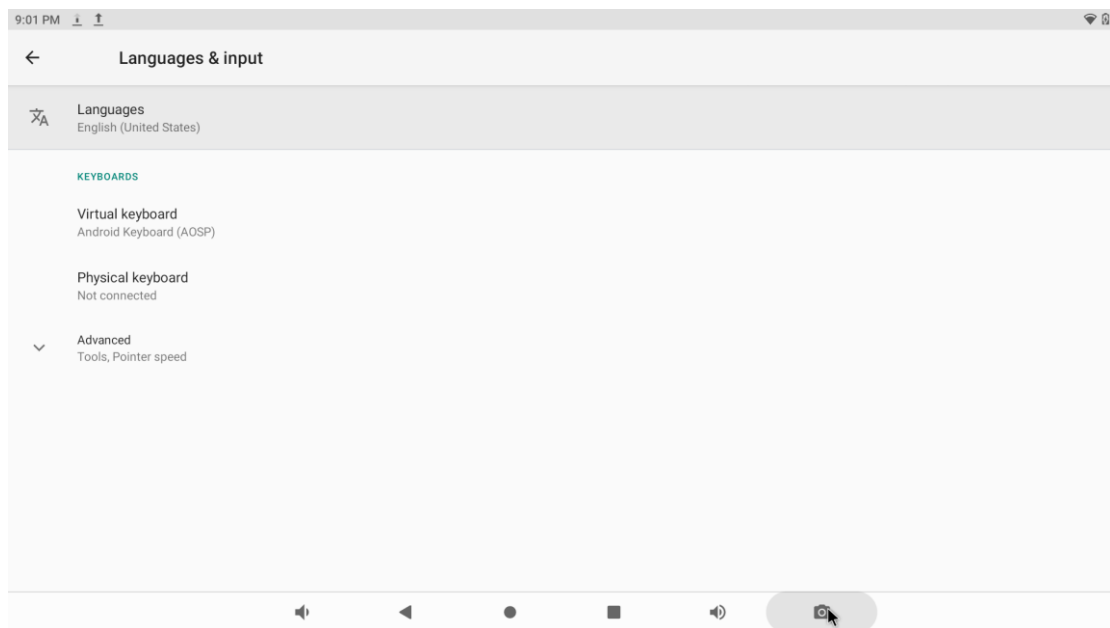 9:01 PM
Languages & input
Languages
English (United States)
KEYBOARDS
Virtual keyboard
Android Keyboard (AOSP)
Physical keyboard
Not connected
Advanced
Tools, Pointer speed